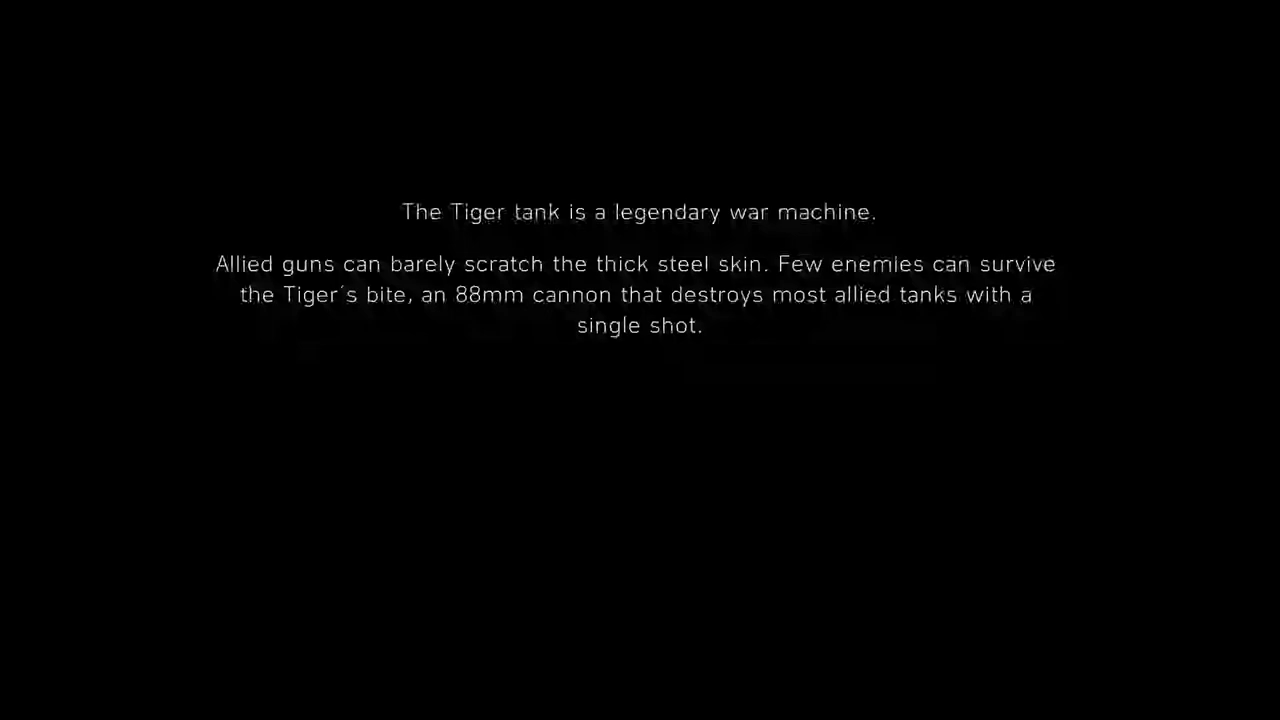 The Tiger tank is a legendary war machine.
Allied guns can barely scratch the thick steel skin. Few enemies can survive
the Tiger´s bite, an 88mm cannon that destroys most allied tanks with a
single shot.